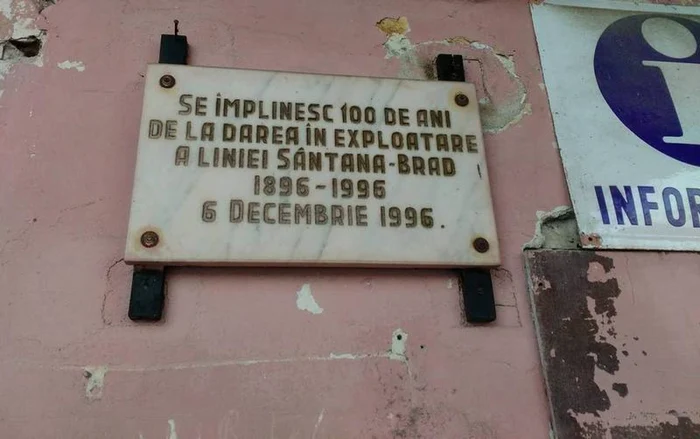 SE ÎMPLINESC 100 DE ANI
DE LA DAREA ÎN EXPLOATARE
A LINIEI SÂNTANA-BRAD
1896-1996
6 DECEMBRIE 1996.
i
INFOR